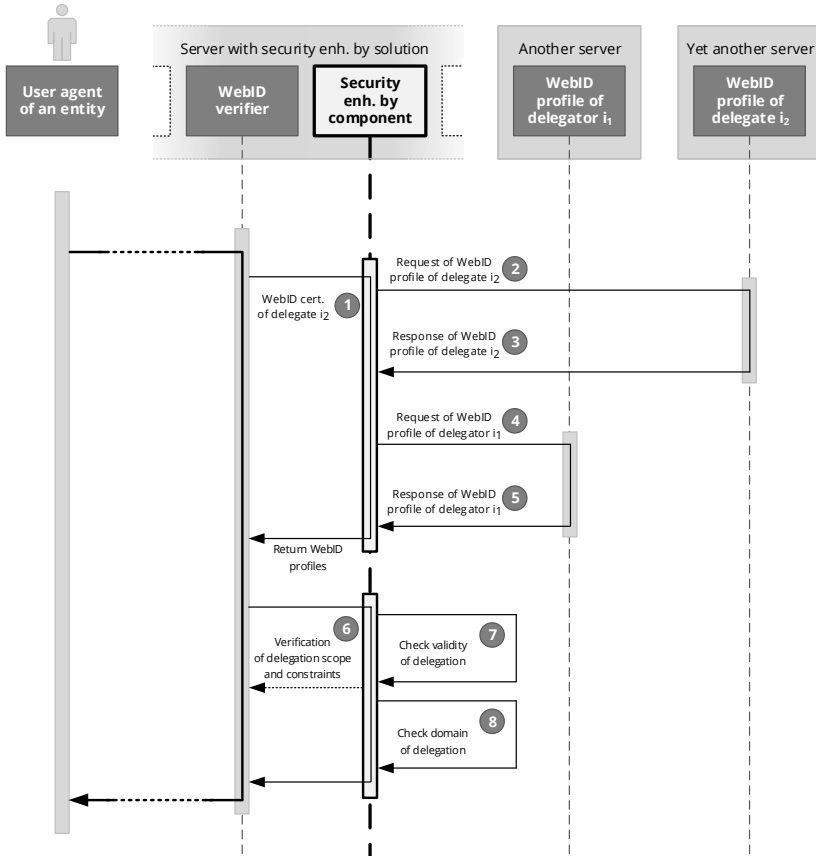 Server with security enh. by solution
Another server
Yet another server
User agent
of an entity
WebID
verifier
Security
enh. by
component
WebID
profile of
delegator i₁
WebID
profile of
delegate i₂
Request of WebID
profile of delegate i₂
2
WebID cert.
of delegate i₂
1
Response of WebID
profile of delegate i₂
3
Request of WebID
profile of delegator i₁
4
Response of WebID
profile of delegator i₁
5
Return WebID
profiles
6
Verification
of delegation scope
and constraints
7
Check validity
of delegation
8
Check domain
of delegation